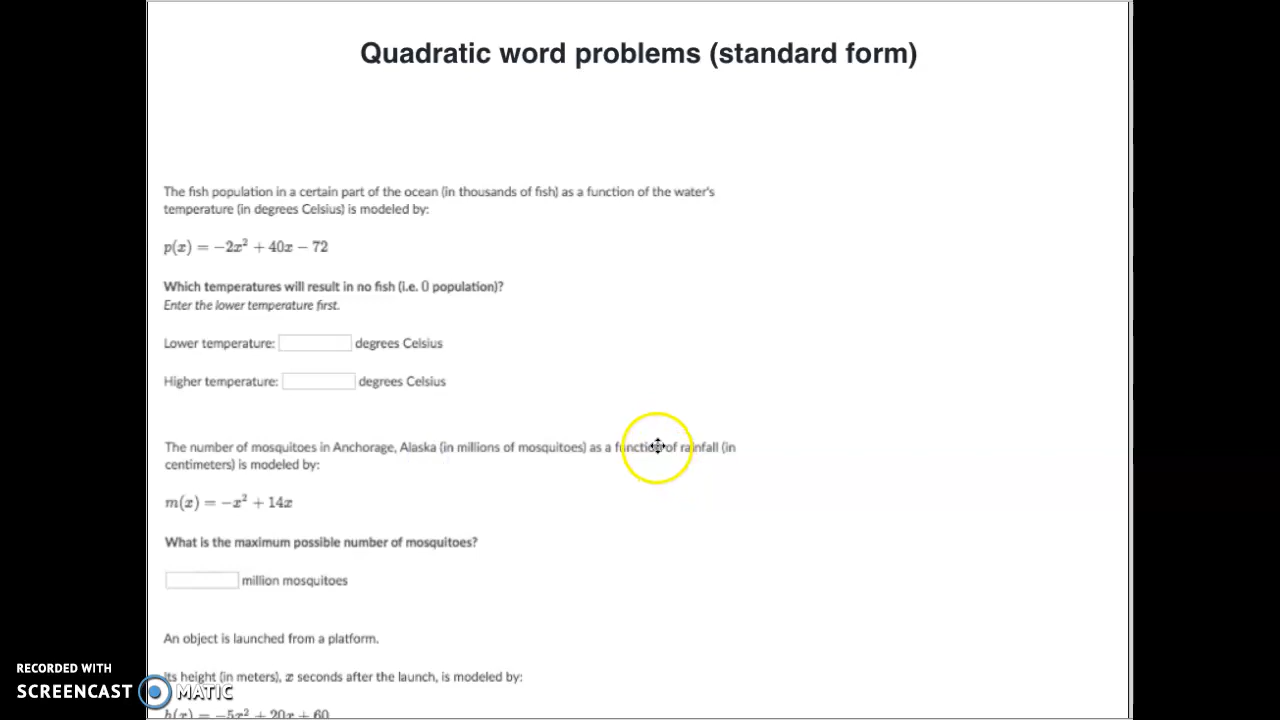 Quadratic word problems (standard form)
The fish population in a certain part of the ocean (in thousands of fish) as a function of the water's
temperature (in degrees Celsius) is modeled by:
p(x) = −2x² + 40x − 72
Which temperatures will result in no fish (i.e. 0 population)?
Enter the lower temperature first.
Lower temperature: degrees Celsius
Higher temperature: degrees Celsius
The number of mosquitoes in Anchorage, Alaska (in millions of mosquitoes) as a function of rainfall (in
centimeters) is modeled by:
m(x) = −x² + 14x
What is the maximum possible number of mosquitoes?
million mosquitoes
An object is launched from a platform.
Its height (in meters), x seconds after the launch, is modeled by:
h(x) = −5x² + 20x + 60
RECORDED WITH
SCREENCAST MATIC